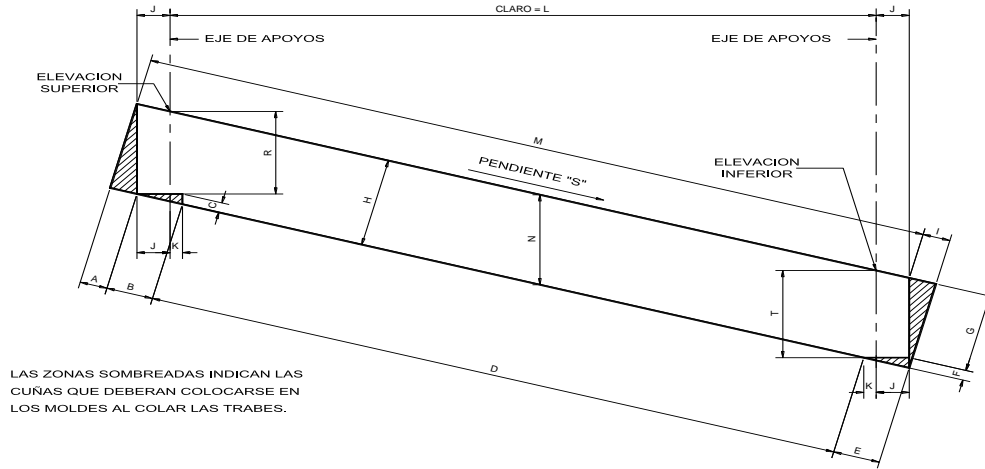 J
CLARO = L
J
EJE DE APOYOS
EJE DE APOYOS
ELEVACION
SUPERIOR
M
R
PENDIENTE "S"
ELEVACION
INFERIOR
H
N
C
I
J
K
A
B
T
G
D
F
K
J
E
LAS ZONAS SOMBREADAS INDICAN LAS
CUÑAS QUE DEBERAN COLOCARSE EN
LOS MOLDES AL COLAR LAS TRABES.